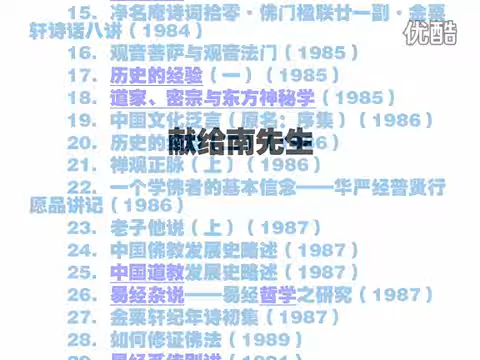 优酷
15. 净名庵诗词拾零·佛门楹联廿一副·金粟
轩诗话八讲（1984）
16. 观音菩萨与观音法门（1985）
17. 历史的经验（一）（1985）
18. 道家、密宗与东方神秘学（1985）
19. 中国文化泛言（原名：序集）（1986）
献给南先生
20. 历史的（1986）
21. 禅观正脉（上）（1986）
22. 一个学佛者的基本信念——华严经普贤行
愿品讲记（1986）
23. 老子他说（上）（1987）
24. 中国佛教发展史略述（1987）
25. 中国道教发展史略述（1987）
26. 易经杂说——易经哲学之研究（1987）
27. 金粟轩纪年诗初集（1987）
28. 如何修证佛法（1989）